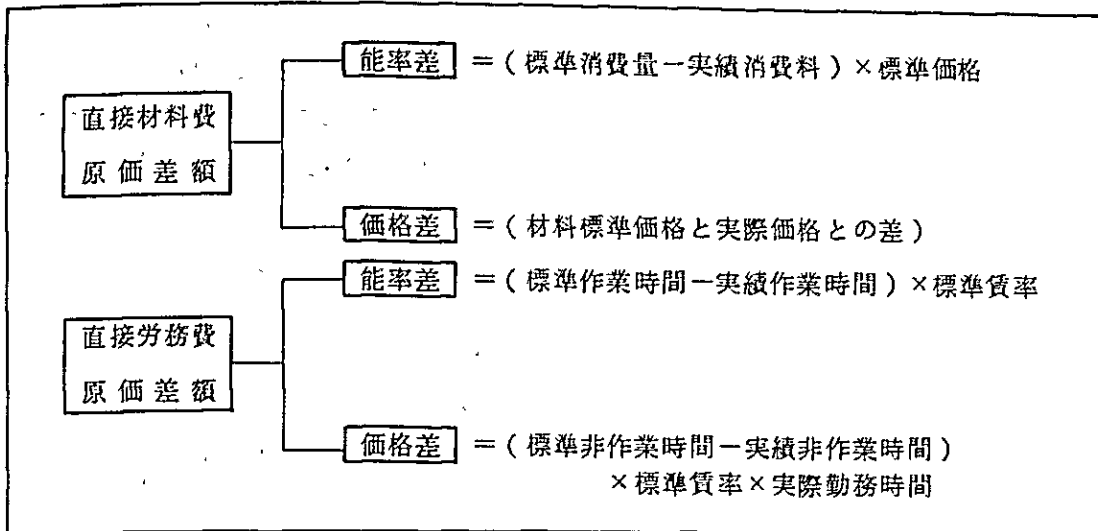 能率差 =(標準消費量-実績消費料)×標準価格
直接材料費
原価差額
価格差 =(材料標準価格と実際価格との差)
能率差 =(標準作業時間-実績作業時間)×標準賃率
直接労務費
原価差額
価格差 =(標準非作業時間-実績非作業時間)
×標準賃率×実際勤務時間